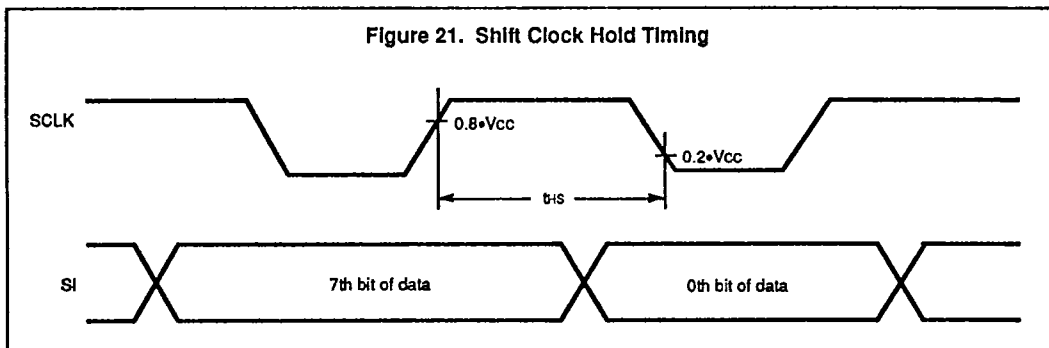 Figure 21. Shift Clock Hold Timing
SCLK
0.8•Vcc
0.2•Vcc
tHS
SI
7th bit of data
0th bit of data